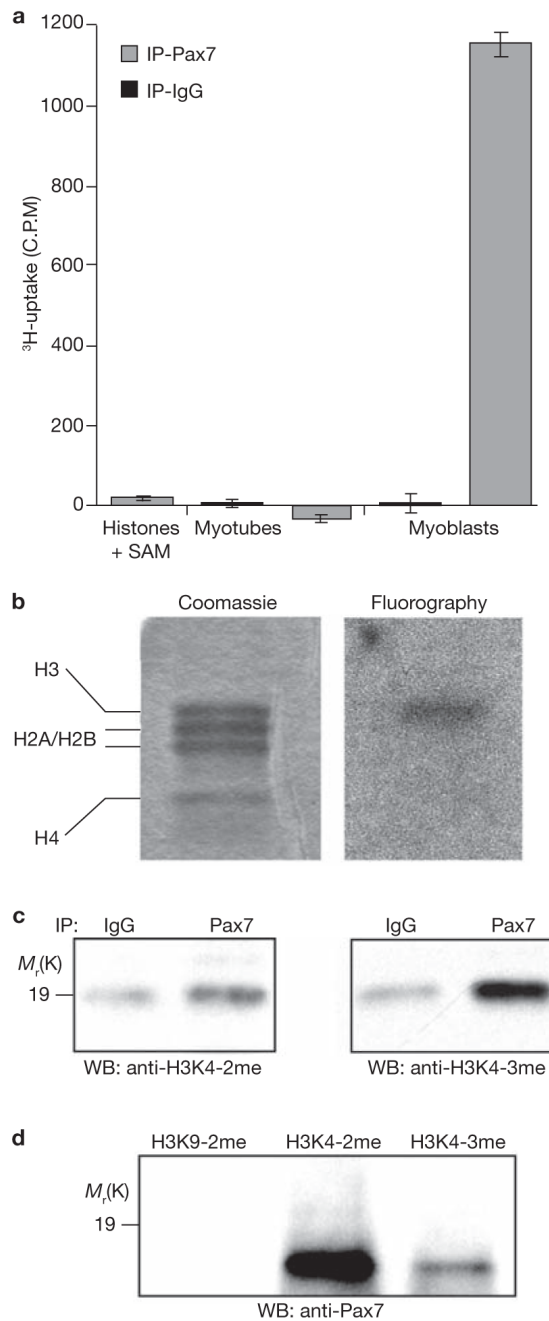 a
1200
1000
800
600
400
200
0
³H-uptake (C.P.M)
IP-Pax7
IP-IgG
Histones + SAM
Myotubes
Myoblasts
b
Coomassie
Fluorography
H3
H2A/H2B
H4
c
IP: IgG Pax7
IgG Pax7
Mr(K)
19
WB: anti-H3K4-2me
WB: anti-H3K4-3me
d
H3K9-2me H3K4-2me H3K4-3me
Mr(K)
19
WB: anti-Pax7